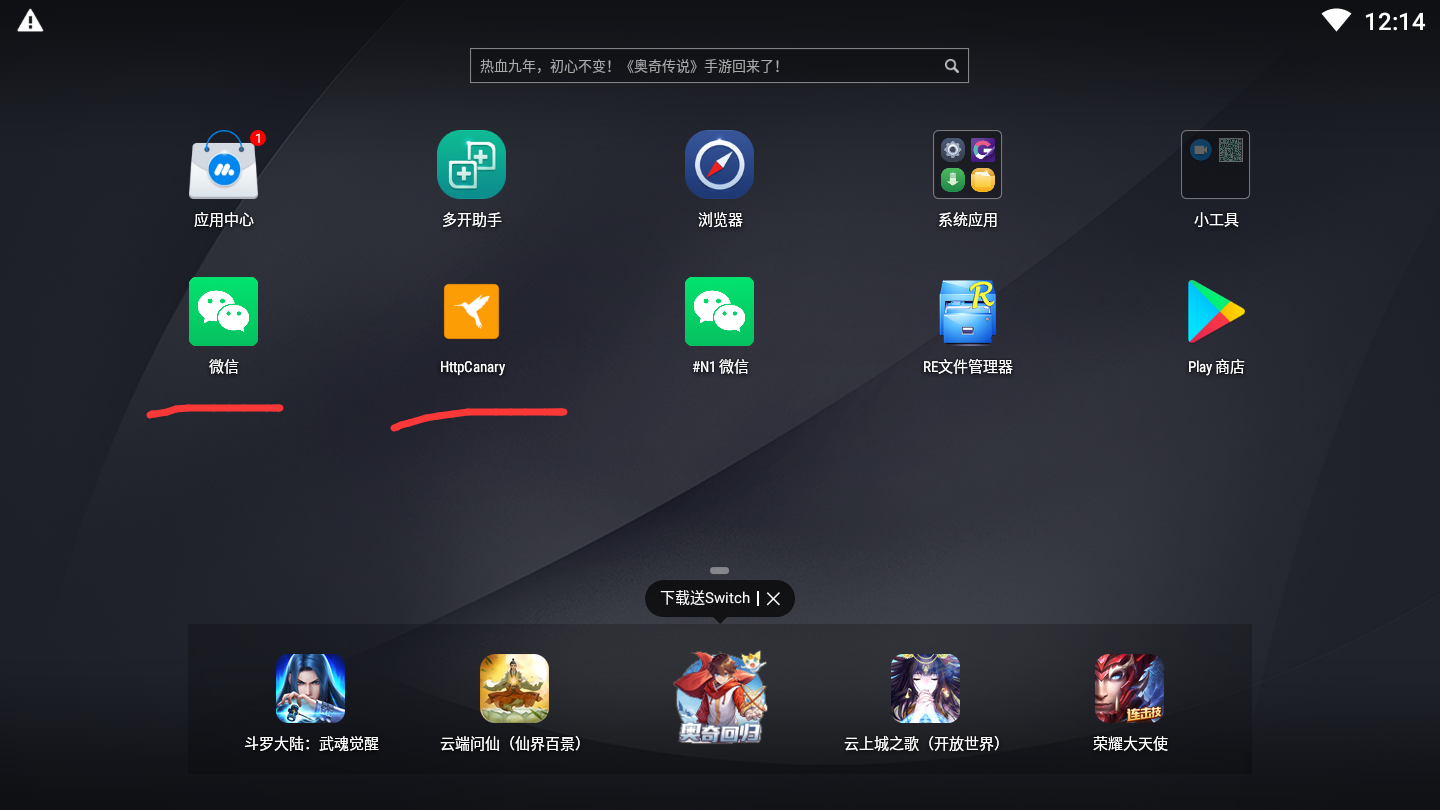 12:14
热血九年，初心不变！《奥奇传说》手游回来了！
1
应用中心
多开助手
浏览器
系统应用
小工具
微信
HttpCanary
#N1 微信
R
RE文件管理器
Play 商店
下载送Switch
奥奇回归
连击技
斗罗大陆：武魂觉醒
云端问仙（仙界百景）
云上城之歌（开放世界）
荣耀大天使